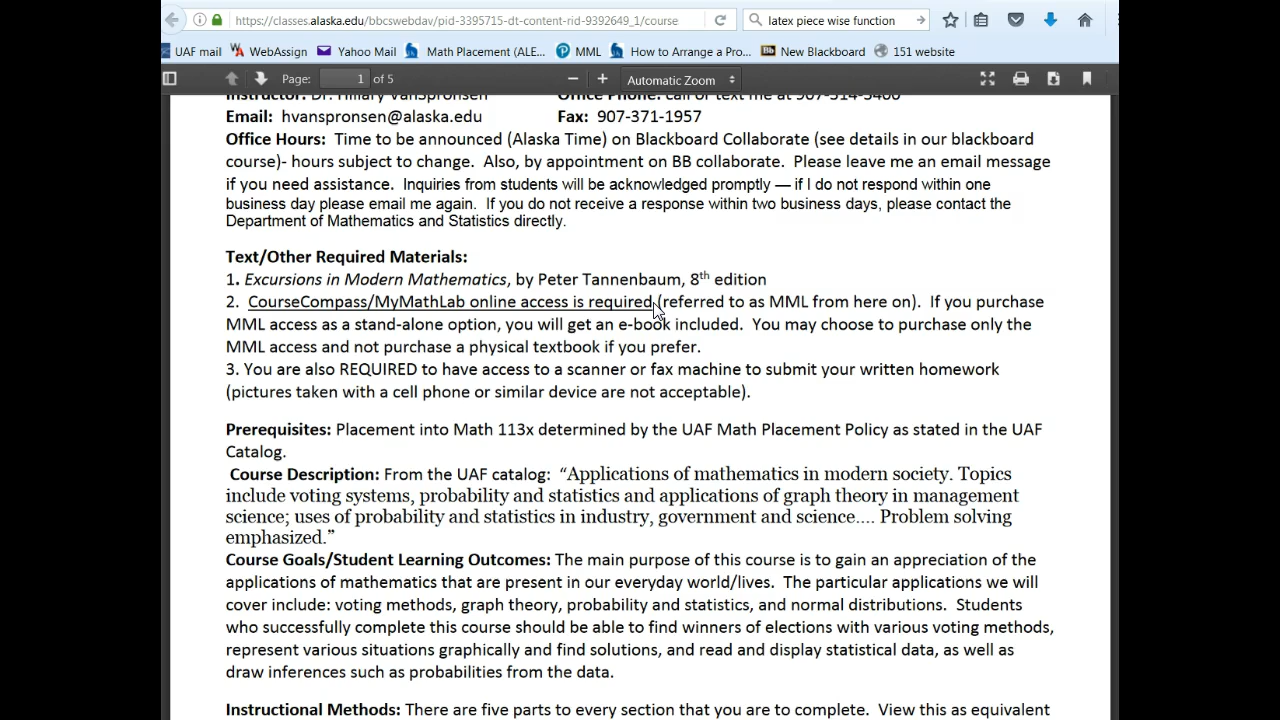 https://classes.alaska.edu/bbcswebdav/pid-3395715-dt-content-rid-9392649_1/course
latex piece wise function
UAF mail WebAssign Yahoo Mail Math Placement (ALE... MML How to Arrange a Pro... New Blackboard 151 website
Page: 1 of 5 Automatic Zoom
Instructor: Dr. Hillary VanSpronsen Office Phone: call or text me at
Email: hvanspronsen@alaska.edu Fax: 907-371-1957
Office Hours: Time to be announced (Alaska Time) on Blackboard Collaborate (see details in our blackboard
course)- hours subject to change. Also, by appointment on BB collaborate. Please leave me an email message
if you need assistance. Inquiries from students will be acknowledged promptly — if I do not respond within one
business day please email me again. If you do not receive a response within two business days, please contact the
Department of Mathematics and Statistics directly.
Text/Other Required Materials:
1. Excursions in Modern Mathematics, by Peter Tannenbaum, 8th edition
2. CourseCompass/MyMathLab online access is required (referred to as MML from here on). If you purchase
MML access as a stand-alone option, you will get an e-book included. You may choose to purchase only the
MML access and not purchase a physical textbook if you prefer.
3. You are also REQUIRED to have access to a scanner or fax machine to submit your written homework
(pictures taken with a cell phone or similar device are not acceptable).
Prerequisites: Placement into Math 113x determined by the UAF Math Placement Policy as stated in the UAF
Catalog.
Course Description: From the UAF catalog: “Applications of mathematics in modern society. Topics
include voting systems, probability and statistics and applications of graph theory in management
science; uses of probability and statistics in industry, government and science.... Problem solving
emphasized.”
Course Goals/Student Learning Outcomes: The main purpose of this course is to gain an appreciation of the
applications of mathematics that are present in our everyday world/lives. The particular applications we will
cover include: voting methods, graph theory, probability and statistics, and normal distributions. Students
who successfully complete this course should be able to find winners of elections with various voting methods,
represent various situations graphically and find solutions, and read and display statistical data, as well as
draw inferences such as probabilities from the data.
Instructional Methods: There are five parts to every section that you are to complete. View this as equivalent